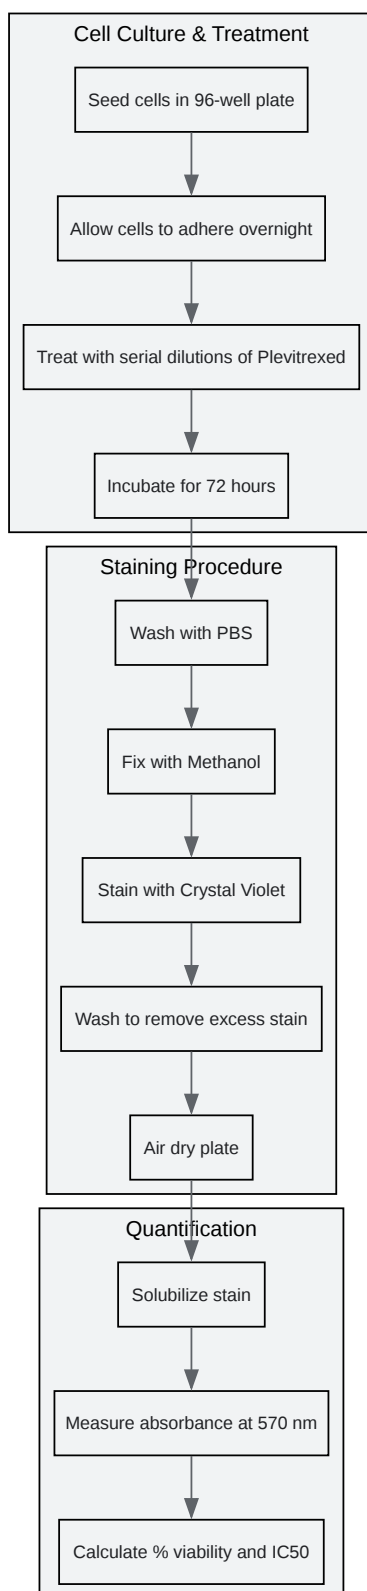 Cell Culture & Treatment
Seed cells in 96-well plate
Allow cells to adhere overnight
Treat with serial dilutions of Plevitrexed
Incubate for 72 hours
Staining Procedure
Wash with PBS
Fix with Methanol
Stain with Crystal Violet
Wash to remove excess stain
Air dry plate
Quantification
Solubilize stain
Measure absorbance at 570 nm
Calculate % viability and IC50